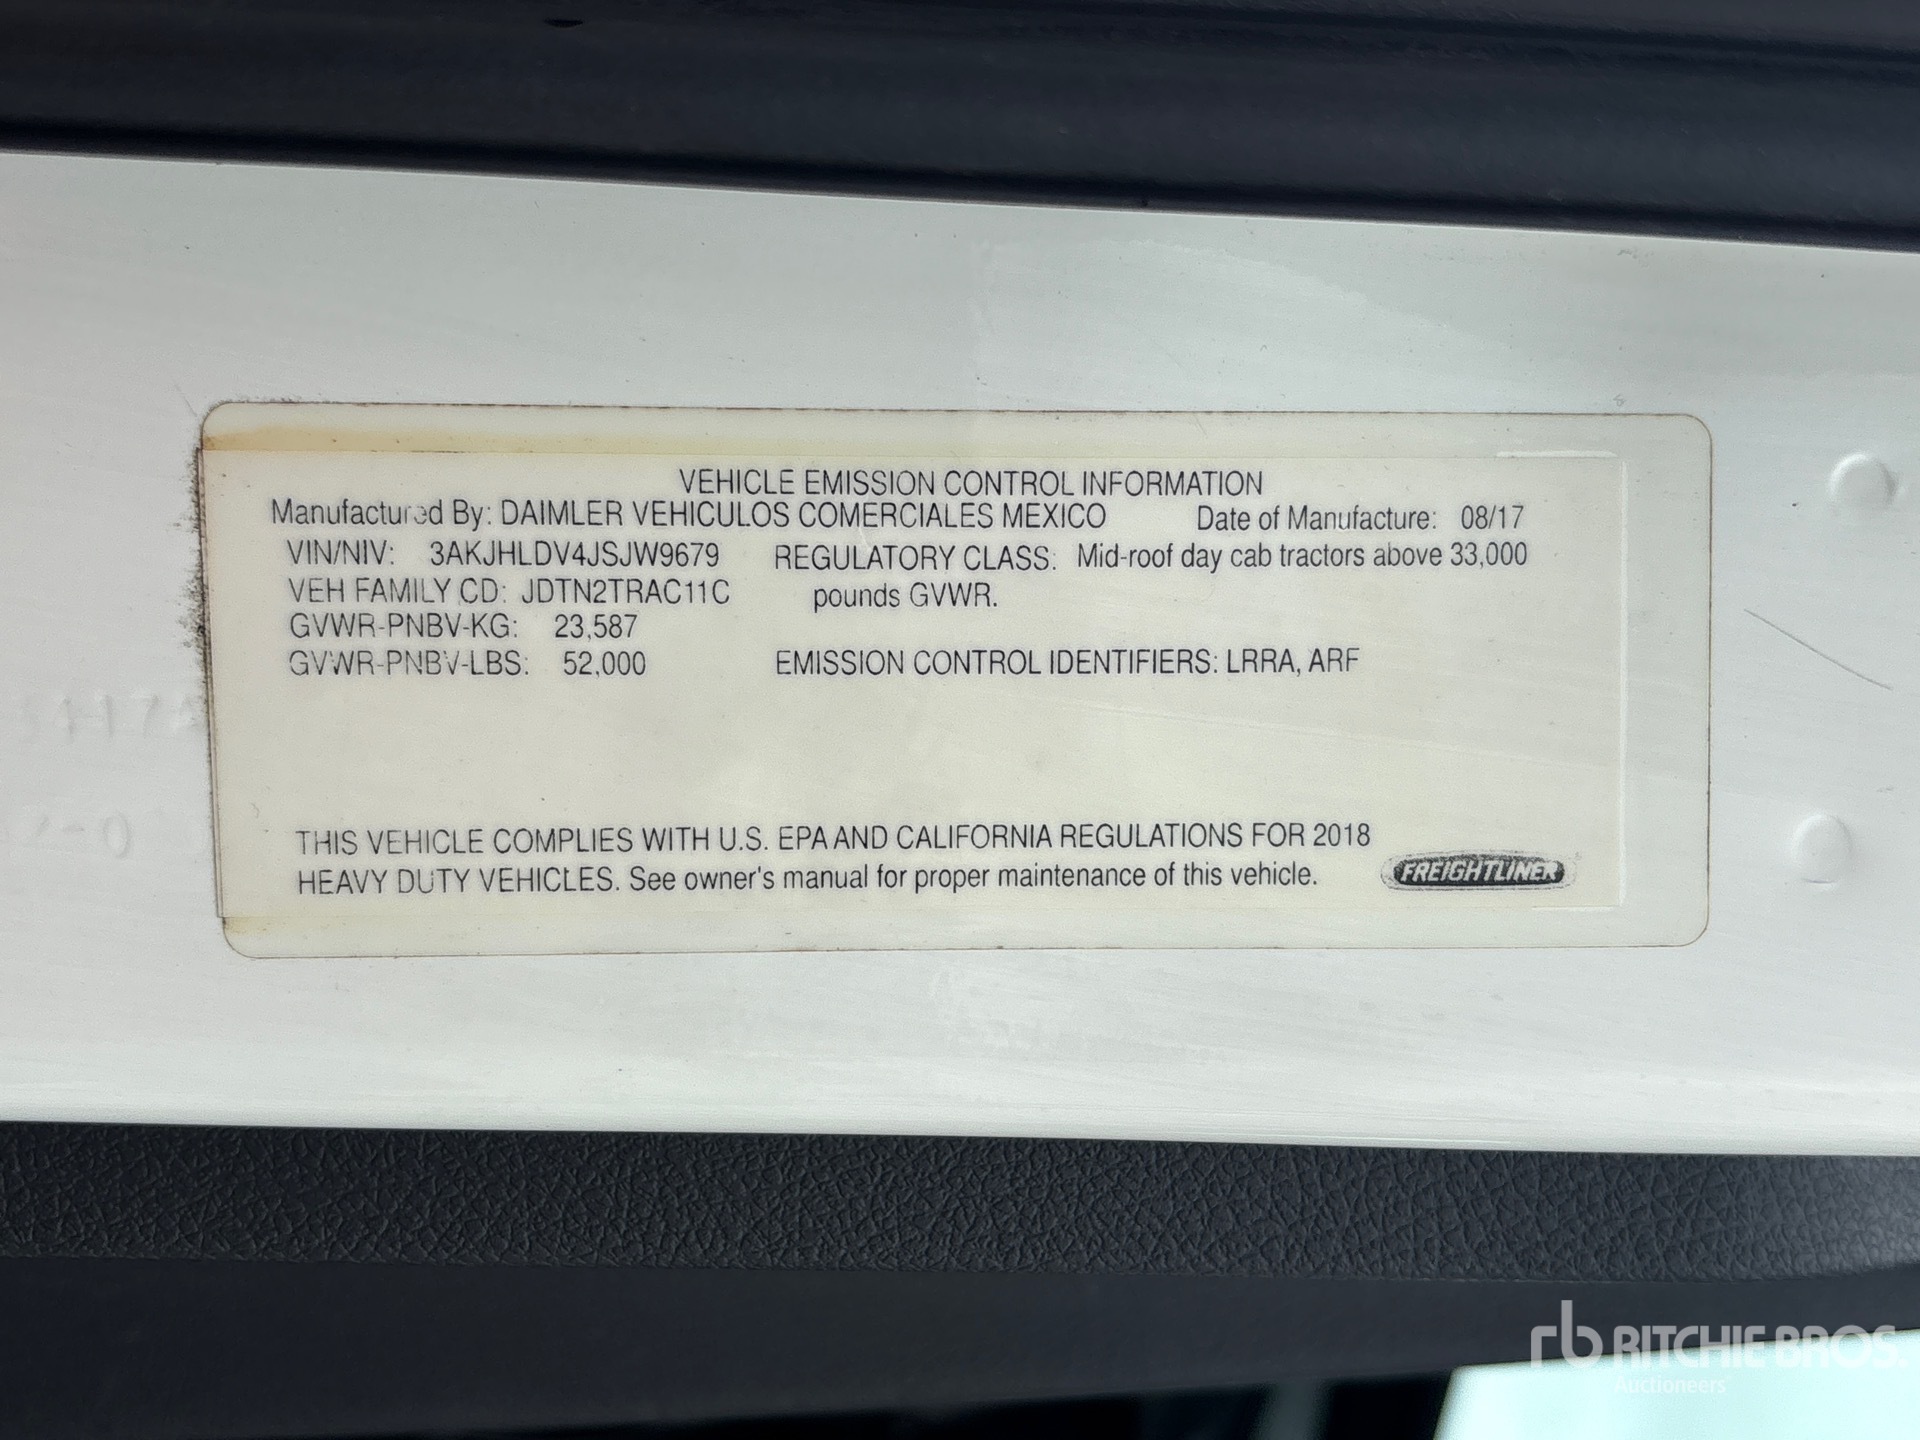 VEHICLE EMISSION CONTROL INFORMATION
Manufactured By: DAIMLER VEHICULOS COMERCIALES MEXICO Date of Manufacture: 08/17
VIN/NIV: 3AKJHLDV4JSJW9679 REGULATORY CLASS: Mid-roof day cab tractors above 33,000
VEH FAMILY CD: JDTN2TRAC11C pounds GVWR.
GVWR-PNBV-KG: 23,587
GVWR-PNBV-LBS: 52,000 EMISSION CONTROL IDENTIFIERS: LRRA, ARF
THIS VEHICLE COMPLIES WITH U.S. EPA AND CALIFORNIA REGULATIONS FOR 2018
HEAVY DUTY VEHICLES. See owner's manual for proper maintenance of this vehicle.
FREIGHTLINER
rb RITCHIE BROS.
Auctioneers